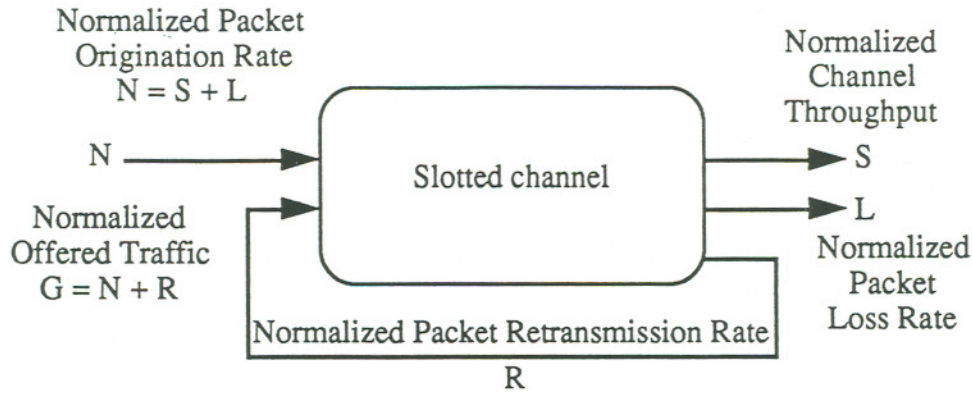 Normalized Packet
Origination Rate
N = S + L
N
Normalized
Offered Traffic
G = N + R
Slotted channel
Normalized Packet Retransmission Rate
R
Normalized
Channel
Throughput
S
L
Normalized
Packet
Loss Rate